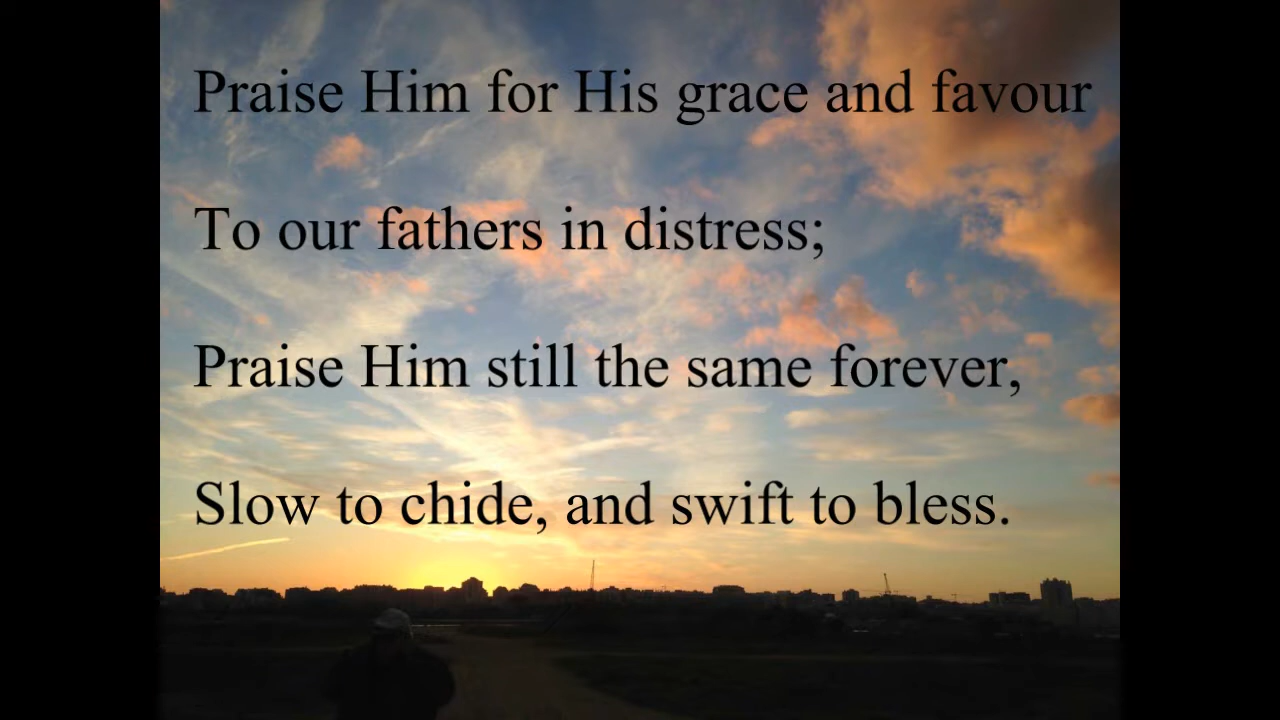 Praise Him for His grace and favour
To our fathers in distress;
Praise Him still the same forever,
Slow to chide, and swift to bless.